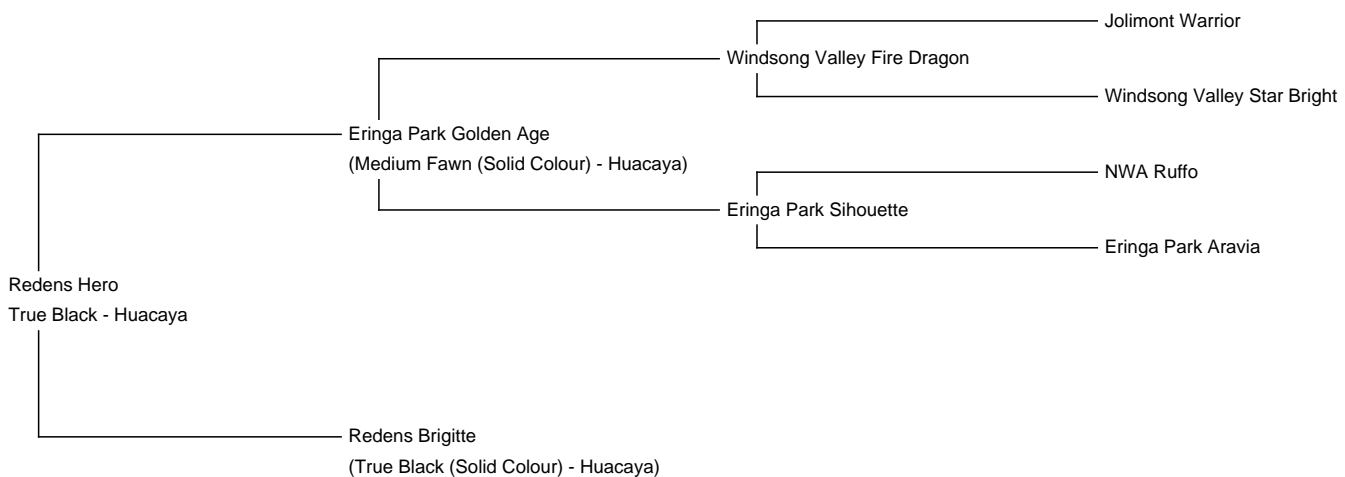 Jolimont Warrior
Windsong Valley Fire Dragon
Windsong Valley Star Bright
Eringa Park Golden Age
(Medium Fawn (Solid Colour) - Huacaya)
NWA Ruffo
Eringa Park Sihouette
Eringa Park Aravia
Redens Hero
True Black - Huacaya
Redens Brigitte
(True Black (Solid Colour) - Huacaya)